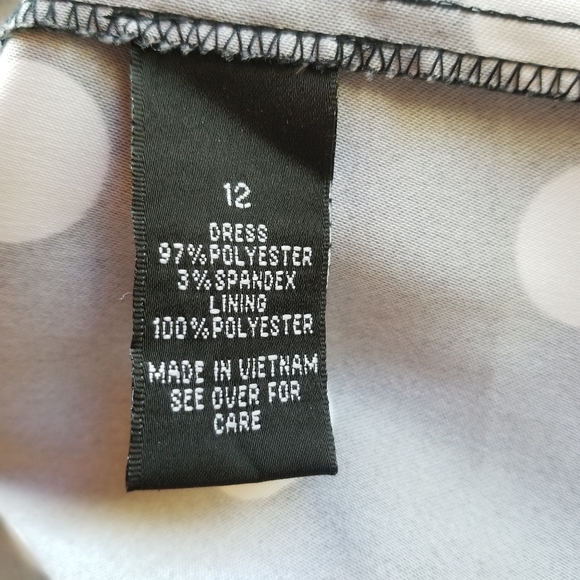 12
DRESS
97%POLYESTER
3%SPANDEX
LINING
100%POLYESTER
MADE IN VIETNAM
SEE OVER FOR
CARE